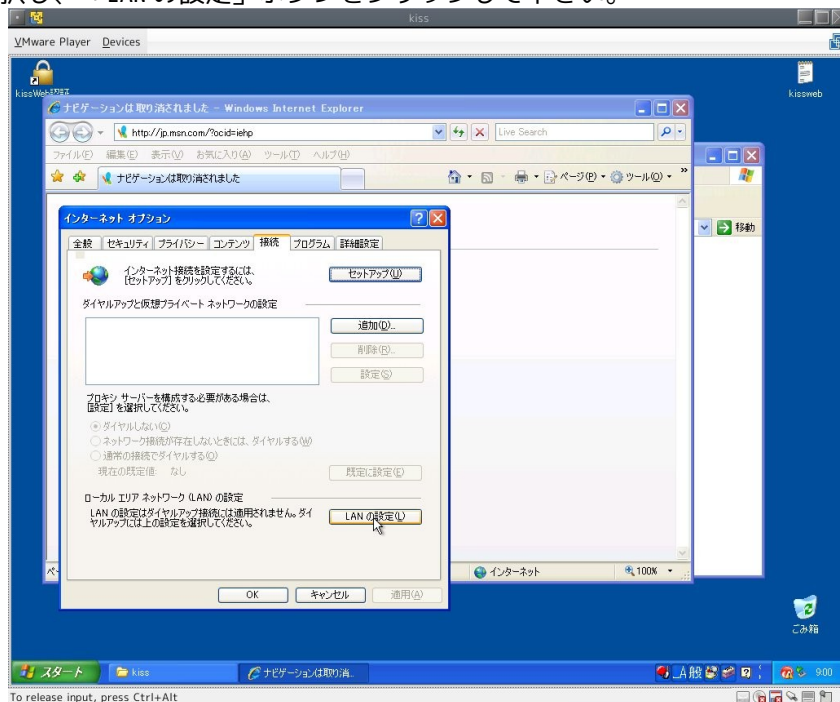 LANの設定」ボタンをクリックして下さい。
kiss
VMware Player Devices
kissWeb認証
kissweb
ナビゲーションは取り消されました - Windows Internet Explorer
http://jp.msn.com/?ocid=iehp
Live Search
ファイル(F) 編集(E) 表示(V) お気に入り(A) ツール(T) ヘルプ(H)
ナビゲーションは取り消されました
ページ(P) ツール(O)
移動
インターネット オプション
全般 セキュリティ プライバシー コンテンツ 接続 プログラム 詳細設定
インターネット接続を設定するには、
[セットアップ] をクリックしてください。
セットアップ(U)
ダイヤルアップと仮想プライベート ネットワークの設定
追加(D)...
削除(R)...
設定(S)
プロキシ サーバーを構成する必要がある場合は、
[設定] を選択してください。
ダイヤルしない(C)
ネットワーク接続が存在しないときには、ダイヤルする(W)
通常の接続でダイヤルする(O)
現在の既定値: なし
既定に設定(E)
ローカル エリア ネットワーク (LAN) の設定
LAN の設定はダイヤルアップ接続には適用されません。ダイ
ヤルアップには上の設定を選択してください。
LAN の設定(L)
インターネット
100%
OK キャンセル 適用(A)
ごみ箱
スタート kiss ナビゲーションは取り消... A 般 9:00
To release input, press Ctrl+Alt